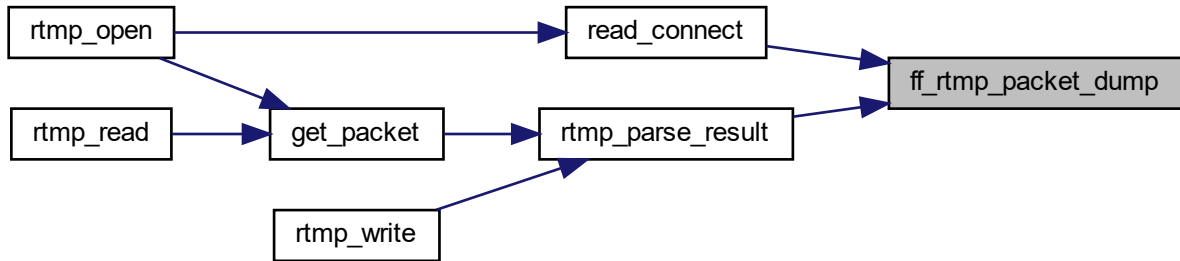 rtmp_open
read_connect
ff_rtmp_packet_dump
rtmp_read
get_packet
rtmp_parse_result
rtmp_write